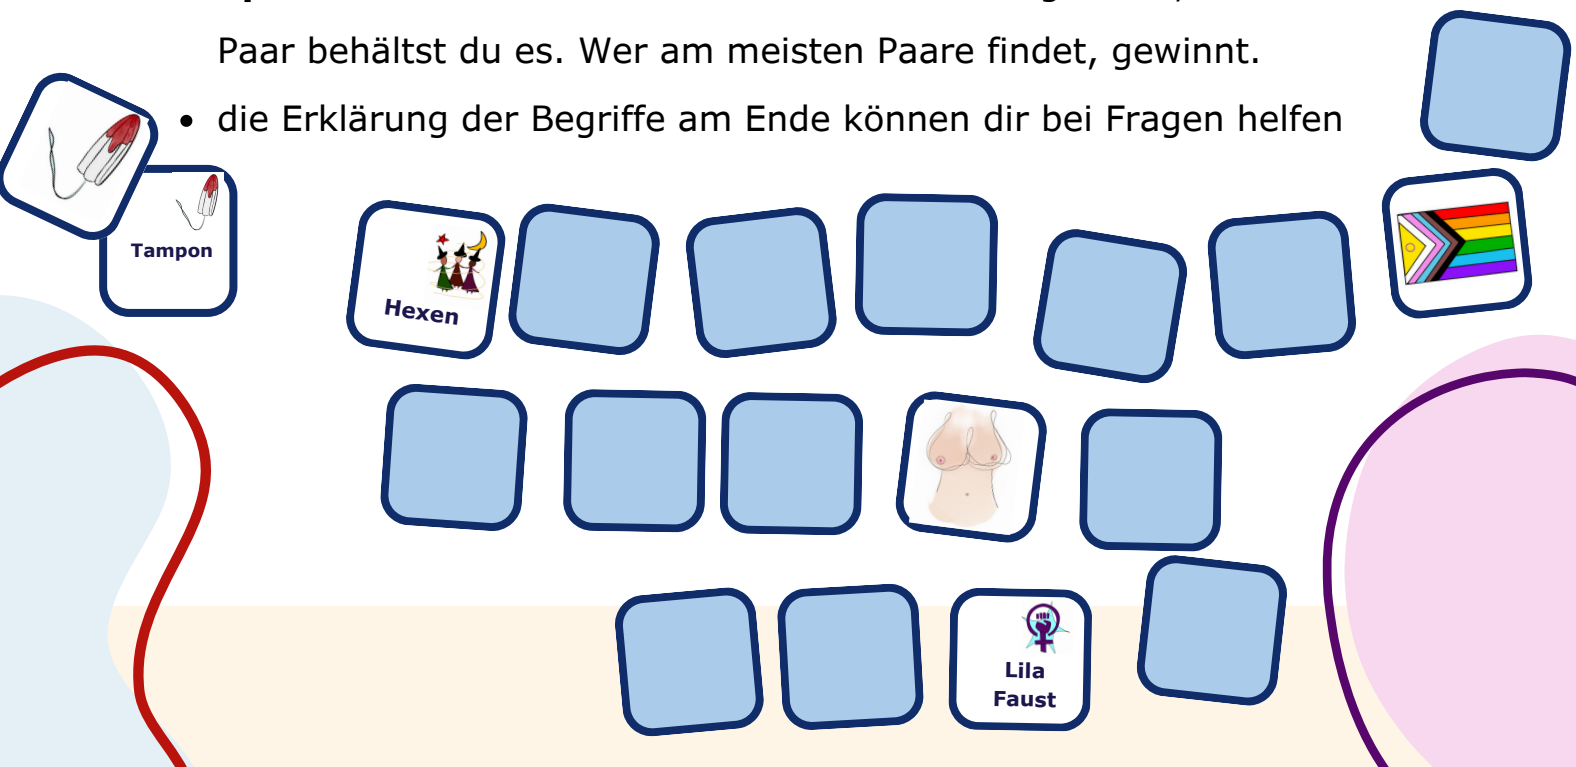 Paar behältst du es. Wer am meisten Paare findet, gewinnt.
• die Erklärung der Begriffe am Ende können dir bei Fragen helfen
Tampon
Hexen
Lila
Faust